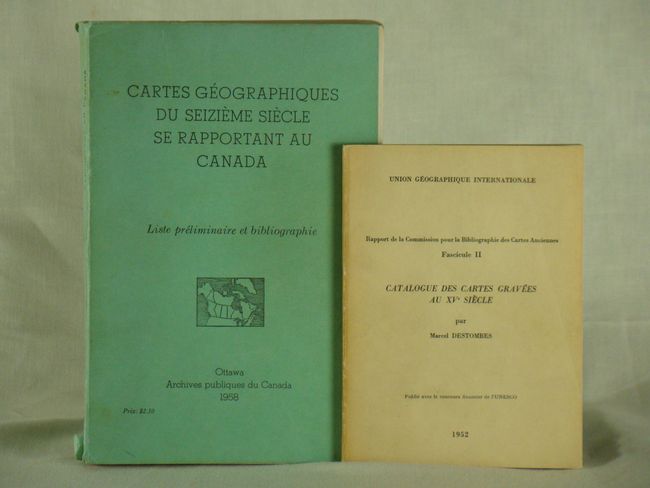 CARTES GÉOGRAPHIQUES
DU SEIZIÈME SIÈCLE
SE RAPPORTANT AU
CANADA
Liste préliminaire et bibliographie
Ottawa
Archives publiques du Canada
1958
Prix: $2.50
UNION GÉOGRAPHIQUE INTERNATIONALE
Rapport de la Commission pour la Bibliographie des Cartes Anciennes
Fascicule II
CATALOGUE DES CARTES GRAVÉES
AU XVe SIÈCLE
par
Marcel DESTOMBES
Publié avec le concours financier de l'UNESCO
1952